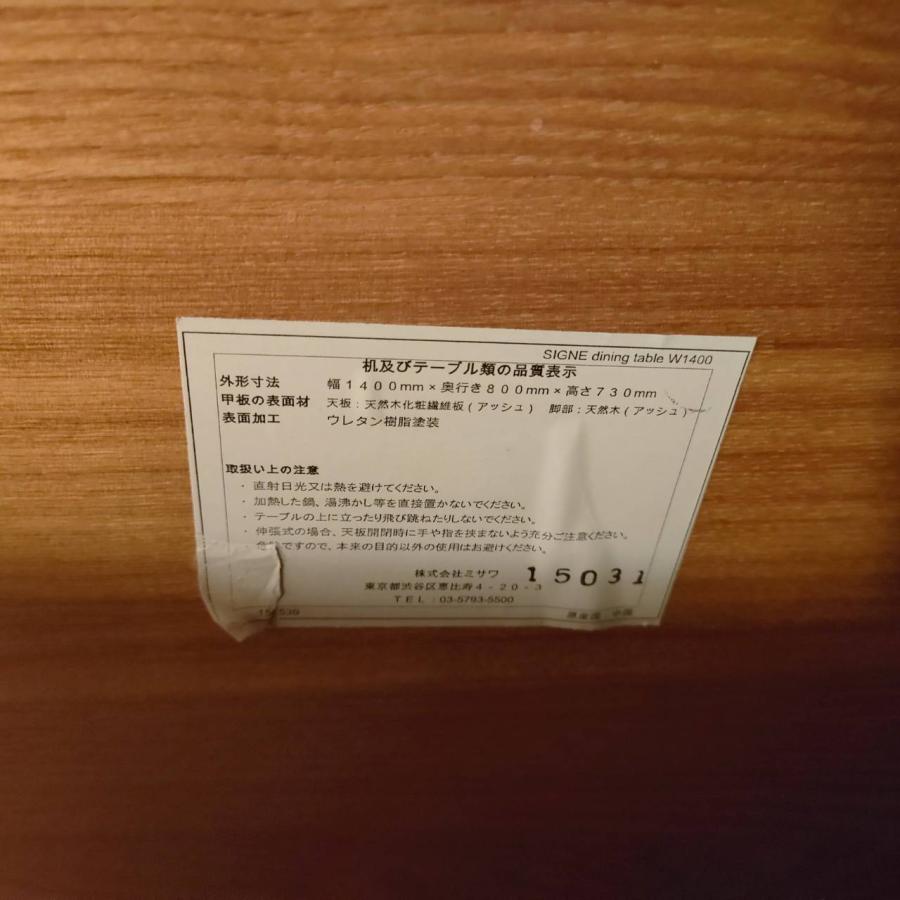 SIGNE dining table W1400
机及びテーブル類の品質表示
外形寸法 幅1400mm×奥行き800mm×高さ730mm
甲板の表面材 天板:天然木化粧繊維板(アッシュ) 脚部:天然木(アッシュ)
表面加工 ウレタン樹脂塗装
取扱い上の注意
・ 直射日光又は熱を避けてください。
・ 加熱した鍋、湯沸かし等を直接置かないでください。
・ テーブルの上に立ったり飛び跳ねたりしないでください。
・ 伸張式の場合、天板開閉時に手や指を挟まないよう充分ご注意ください。
ですので、本来の目的以外の使用はお避けください。
株式会社ミサワ 15031
東京都渋谷区恵比寿4-20-3
TEL:03-5793-5500
原産国:中国